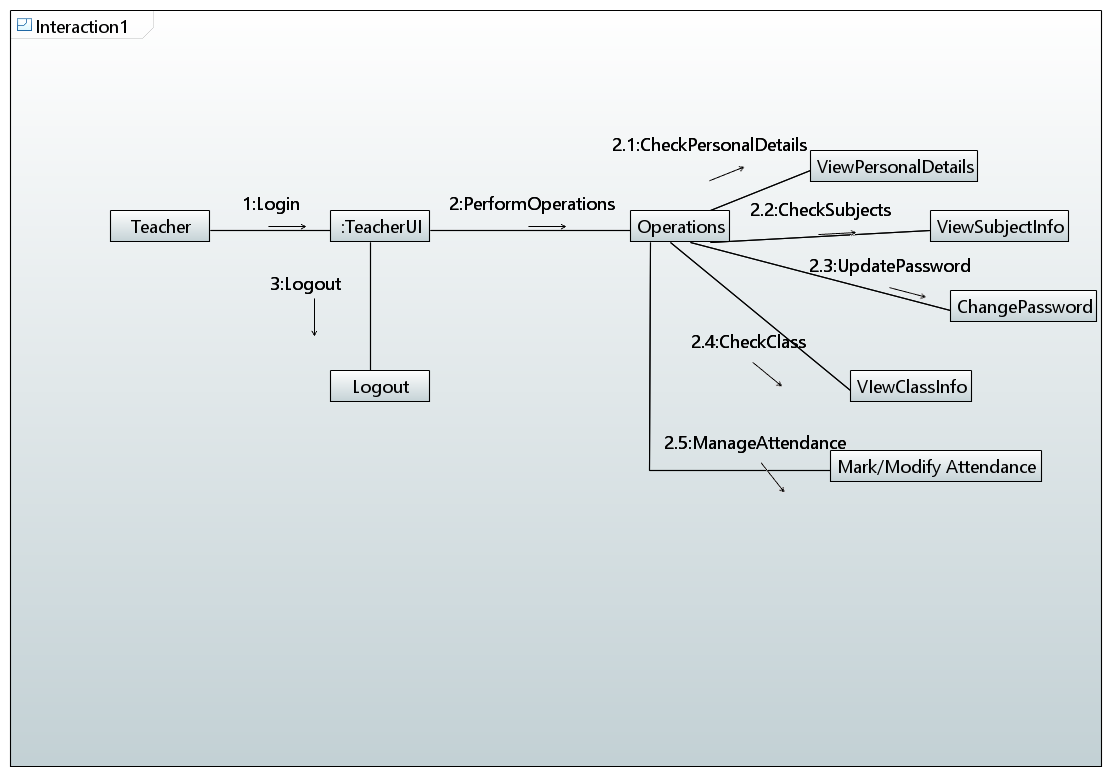 Interaction1
2.1:CheckPersonalDetails
ViewPersonalDetails
1:Login
2:PerformOperations
2.2:CheckSubjects
Teacher
:TeacherUI
Operations
ViewSubjectInfo
2.3:UpdatePassword
3:Logout
ChangePassword
2.4:CheckClass
Logout
VIewClassInfo
2.5:ManageAttendance
Mark/Modify Attendance